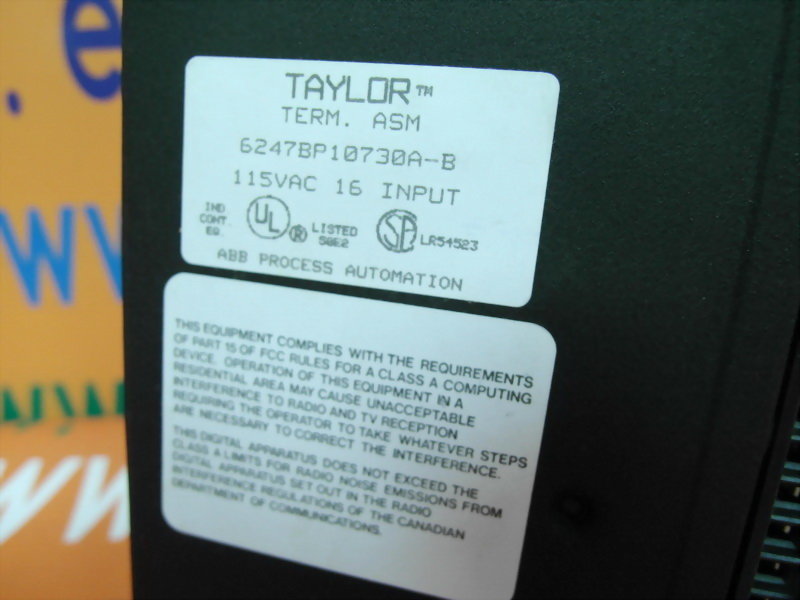 TAYLOR™
TERM. ASM
6247BP10730A-B
115VAC 16 INPUT
IND
CONT
EQ
UL
®
LISTED
58E2
SA
LR54523
ABB PROCESS AUTOMATION
THIS EQUIPMENT COMPLIES WITH THE REQUIREMENTS
OF PART 15 OF FCC RULES FOR A CLASS A COMPUTING
DEVICE. OPERATION OF THIS EQUIPMENT IN A
RESIDENTIAL AREA MAY CAUSE UNACCEPTABLE
INTERFERENCE TO RADIO AND TV RECEPTION
REQUIRING THE OPERATOR TO TAKE WHATEVER STEPS
ARE NECESSARY TO CORRECT THE INTERFERENCE.
THIS DIGITAL APPARATUS DOES NOT EXCEED THE
CLASS A LIMITS FOR RADIO NOISE EMISSIONS FROM
DIGITAL APPARATUS SET OUT IN THE RADIO
INTERFERENCE REGULATIONS OF THE CANADIAN
DEPARTMENT OF COMMUNICATIONS.